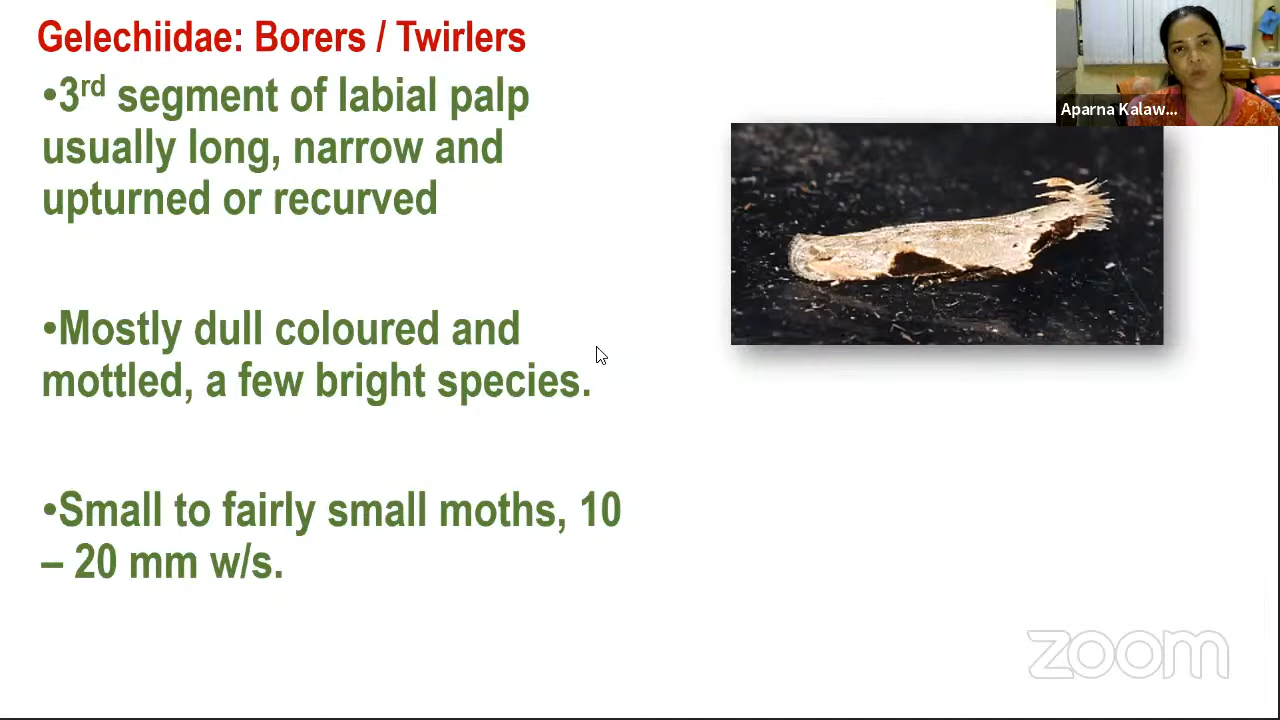 Gelechiidae: Borers / Twirlers
•3rd segment of labial palp
usually long, narrow and
upturned or recurved
•Mostly dull coloured and
mottled, a few bright species.
•Small to fairly small moths, 10
– 20 mm w/s.
Aparna Kalaw...
zoom